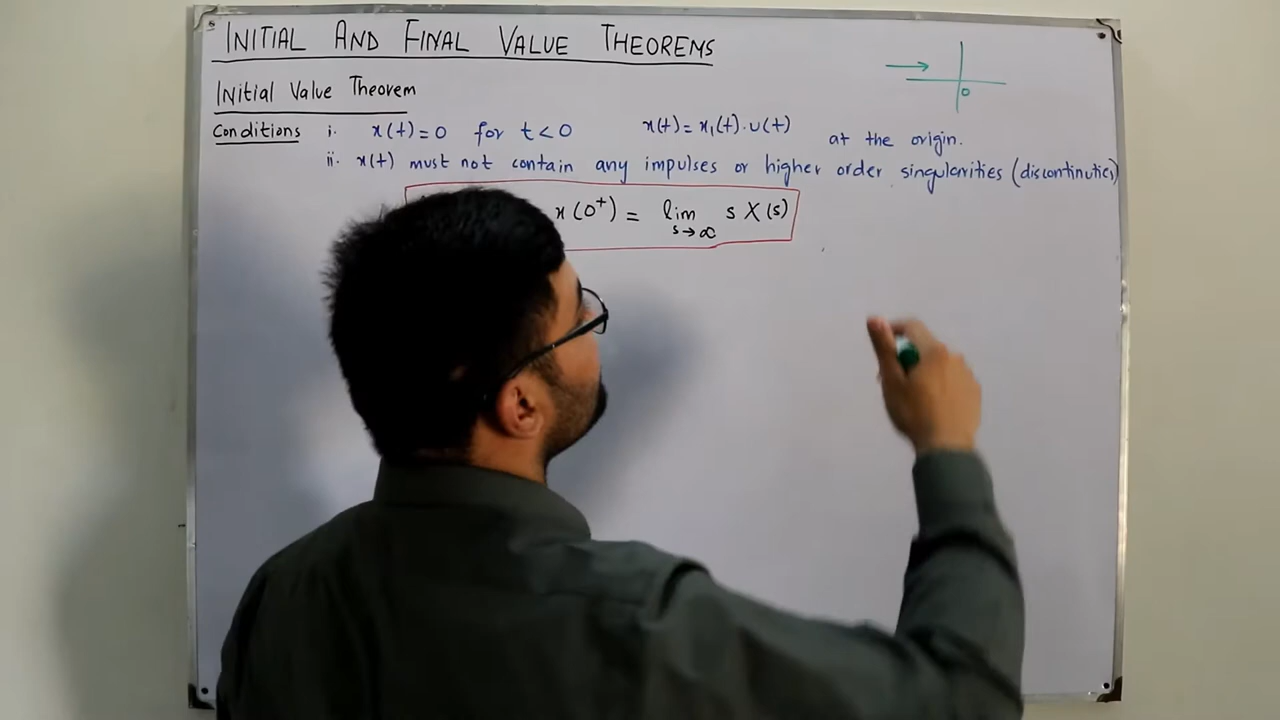 INITIAL AND FINAL VALUE THEOREMS
Initial Value Theorem
Conditions i. x(t) = 0 for t < 0 x(t) = x₁(t).u(t) at the origin.
ii. x(t) must not contain any impulses or higher order singularities (discontinuties)
x(0⁺) = lim s→∞ s X(s)
0